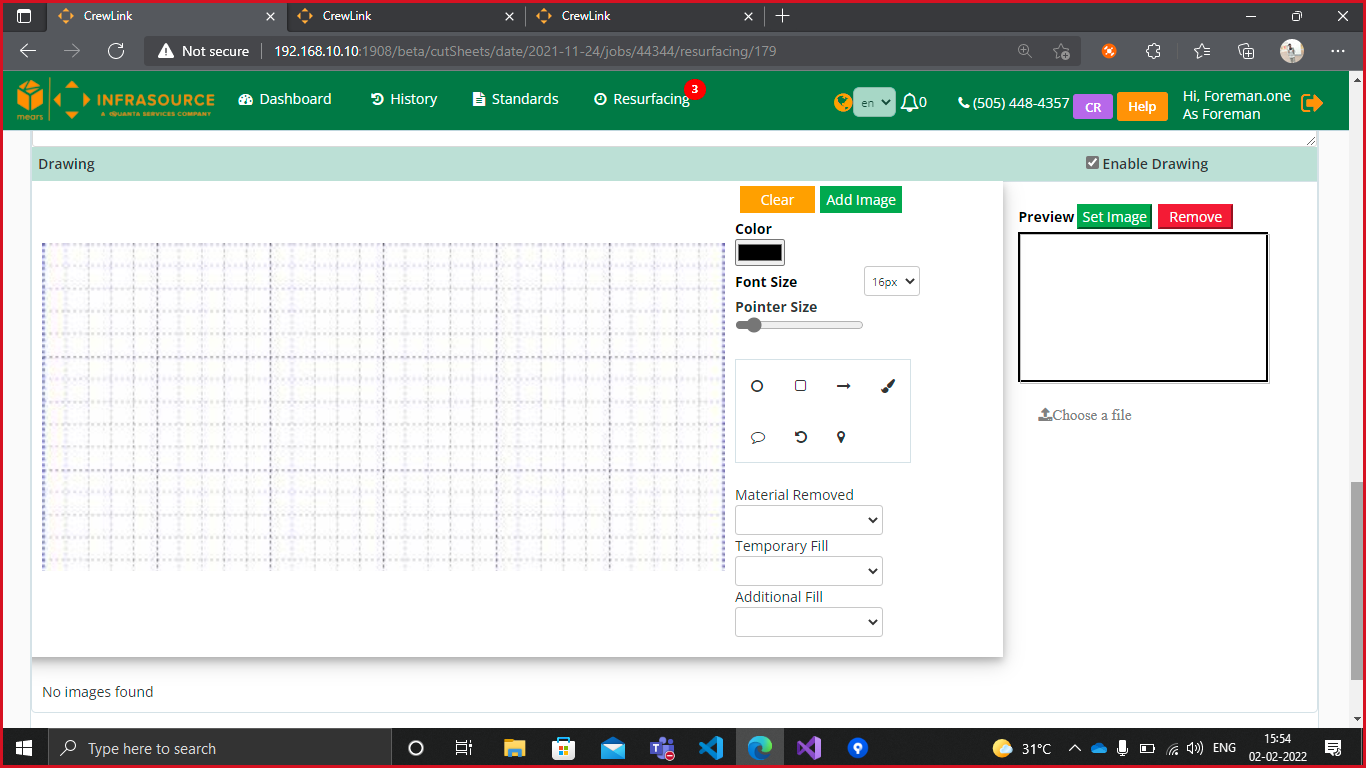 CrewLink
CrewLink
CrewLink
Not secure
192.168.10.10:1908/beta/cutSheets/date/2021-11-24/jobs/44344/resurfacing/179
mears
INFRASOURCE
A QUANTA SERVICES COMPANY
Dashboard
History
Standards
Resurfacing
3
en
0
(505) 448-4357
CR
Help
Hi, Foreman.one
As Foreman
Drawing
Enable Drawing
Clear
Add Image
Color
Font Size
16px
Pointer Size
Preview
Set Image
Remove
Choose a file
Material Removed
Temporary Fill
Additional Fill
No images found
Type here to search
31°C
ENG
15:54
02-02-2022